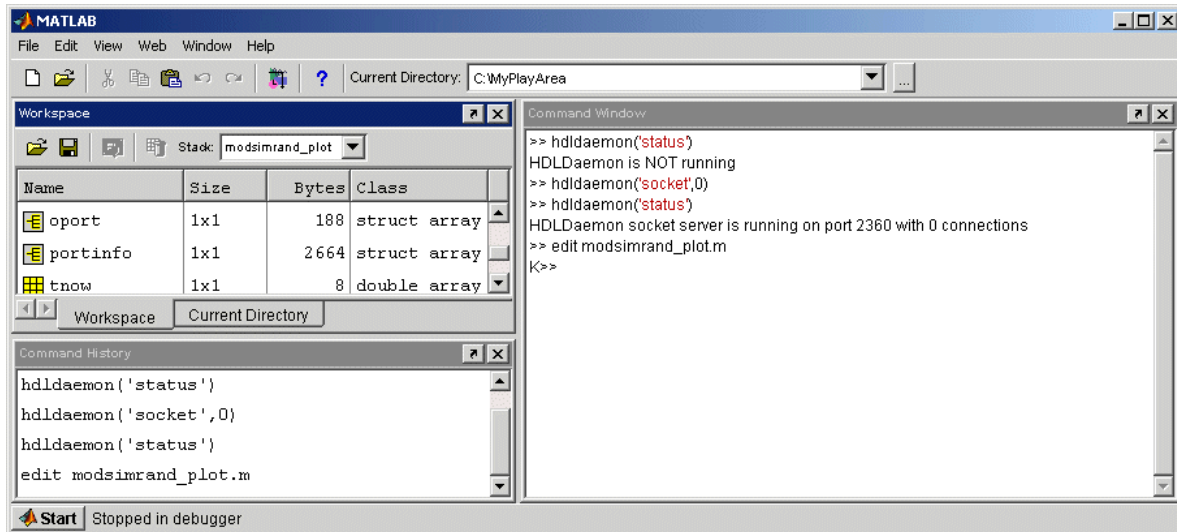 MATLAB
File Edit View Web Window Help
? Current Directory: C:\MyPlayArea ...
Workspace
Stack: modsimrand_plot
Name Size Bytes Class
oport 1x1 188 struct array
portinfo 1x1 2664 struct array
tnow 1x1 8 double array
Workspace Current Directory
Command History
hdldaemon('status')
hdldaemon('socket',0)
hdldaemon('status')
edit modsimrand_plot.m
Command Window
>> hdldaemon('status')
HDLDaemon is NOT running
>> hdldaemon('socket',0)
>> hdldaemon('status')
HDLDaemon socket server is running on port 2360 with 0 connections
>> edit modsimrand_plot.m
K>>
Start Stopped in debugger